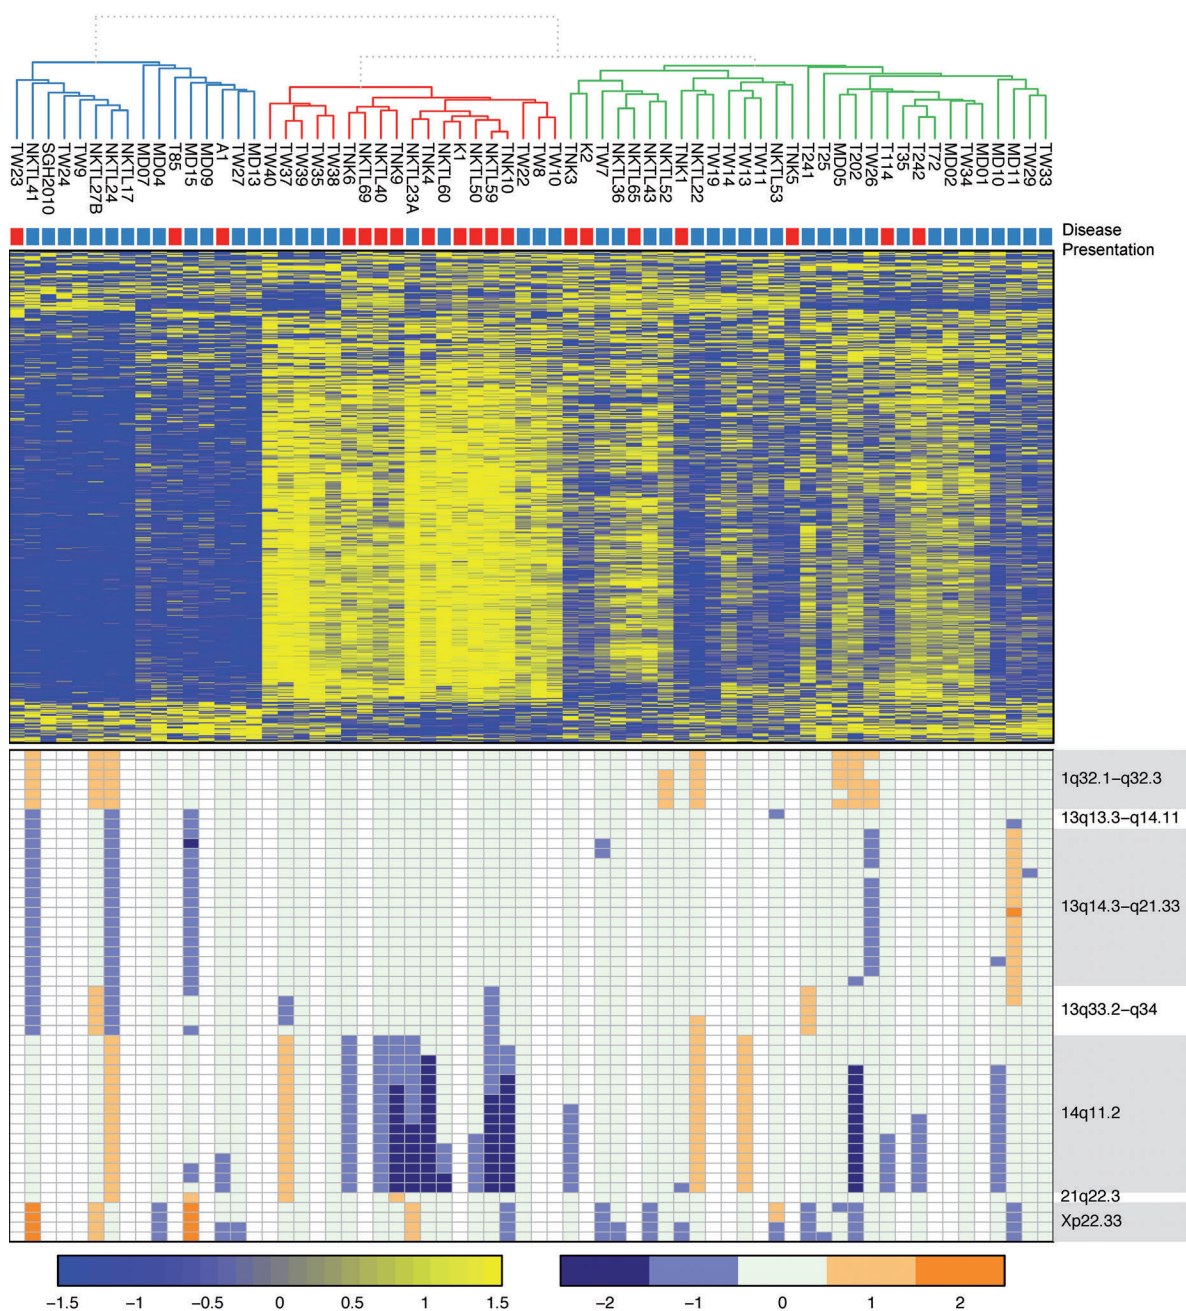 TW23
NKTL41
SGH2010
TW24
TW9
NKTL27B
NKTL24
NKTL17
MD07
MD04
T85
MD15
MD09
A1
TW27
MD13
TW40
TW37
TW39
TW35
TW38
TNK6
NKTL69
NKTL40
TNK9
NKTL23A
TNK4
NKTL60
K1
NKTL50
NKTL59
TNK10
TW22
TW8
TW10
TNK3
K2
TW7
NKTL36
NKTL65
NKTL43
NKTL52
TNK1
NKTL22
TW19
TW14
TW13
TW11
NKTL53
TNK5
T241
T25
MD05
T202
TW26
T114
T35
T242
T72
MD02
TW34
MD01
MD10
MD11
TW29
TW33
Disease
Presentation
1q32.1−q32.3
13q13.3−q14.11
13q14.3−q21.33
13q33.2−q34
14q11.2
21q22.3
Xp22.33
−1.5 −1 −0.5 0 0.5 1 1.5
−2 −1 0 1 2